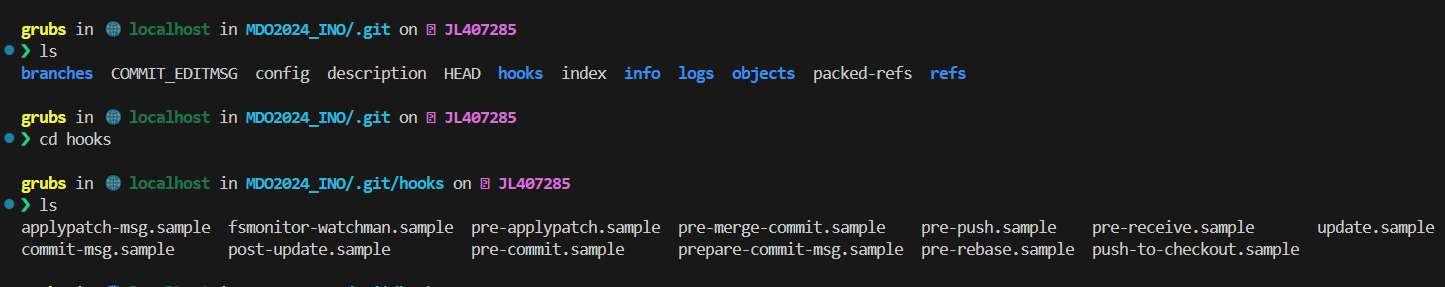 grubs in 🌐 localhost in MDO2024_INO/.git on JL407285
❯ ls
branches COMMIT_EDITMSG config description HEAD hooks index info logs objects packed-refs refs
grubs in 🌐 localhost in MDO2024_INO/.git on JL407285
❯ cd hooks
grubs in 🌐 localhost in MDO2024_INO/.git/hooks on JL407285
❯ ls
applypatch-msg.sample fsmonitor-watchman.sample pre-applypatch.sample pre-merge-commit.sample pre-push.sample pre-receive.sample update.sample
commit-msg.sample post-update.sample pre-commit.sample prepare-commit-msg.sample pre-rebase.sample push-to-checkout.sample